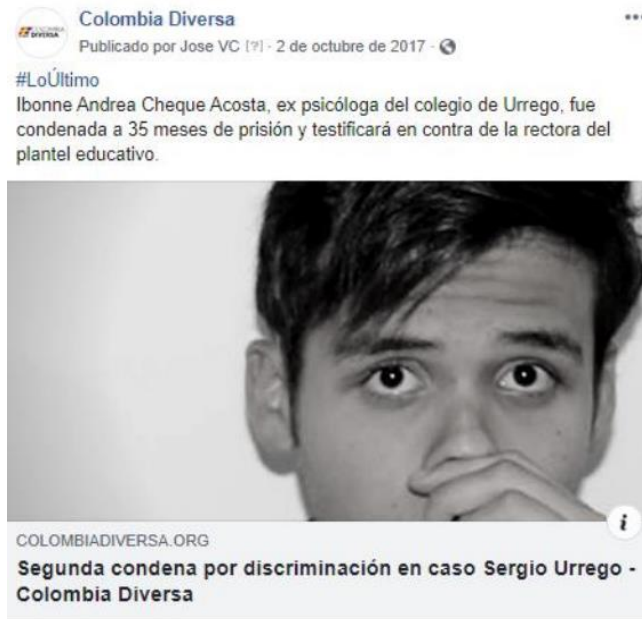 Colombia Diversa
Publicado por Jose VC [?] · 2 de octubre de 2017 ·
#LoÚltimo
Ibonne Andrea Cheque Acosta, ex psicóloga del colegio de Urrego, fue
condenada a 35 meses de prisión y testificará en contra de la rectora del
plantel educativo.
COLOMBIADIVERSA.ORG
Segunda condena por discriminación en caso Sergio Urrego -
Colombia Diversa